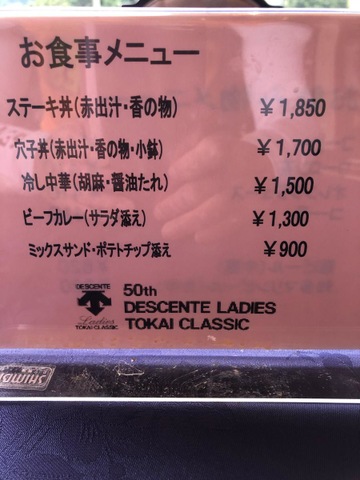 お食事メニュー
ステーキ丼(赤出汁・香の物) ￥1,850
穴子丼(赤出汁・香の物・小鉢) ￥1,700
冷し中華(胡麻・醤油たれ) ￥1,500
ビーフカレー(サラダ添え) ￥1,300
ミックスサンド・ポテトチップ添え ￥900
DESCENTE
Ladies
TOKAI CLASSIC
50th
DESCENTE LADIES
TOKAI CLASSIC